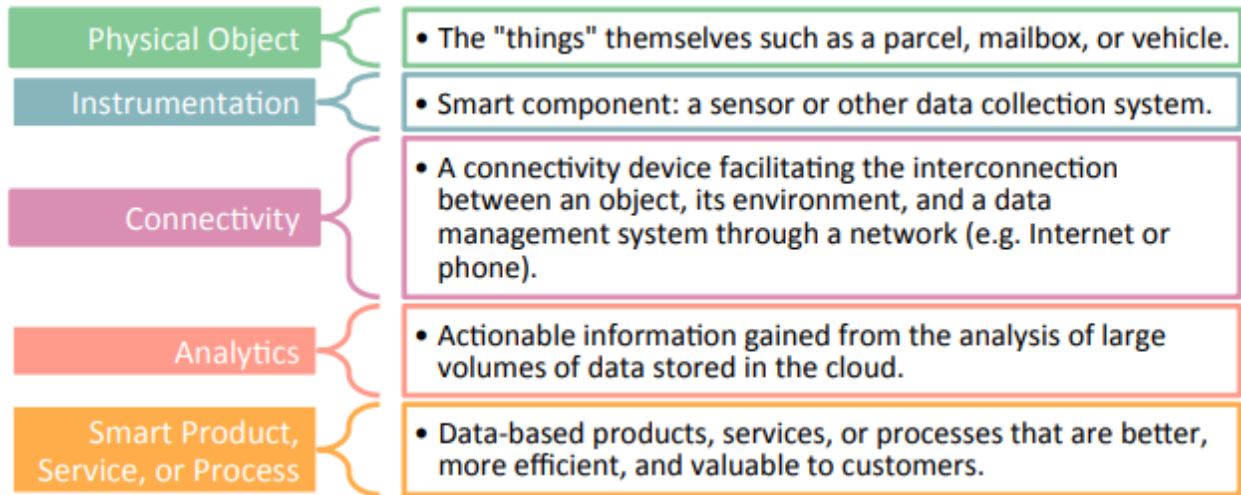 Physical Object
• The "things" themselves such as a parcel, mailbox, or vehicle.
Instrumentation
• Smart component: a sensor or other data collection system.
Connectivity
• A connectivity device facilitating the interconnection
between an object, its environment, and a data
management system through a network (e.g. Internet or
phone).
Analytics
• Actionable information gained from the analysis of large
volumes of data stored in the cloud.
Smart Product,
Service, or Process
• Data-based products, services, or processes that are better,
more efficient, and valuable to customers.